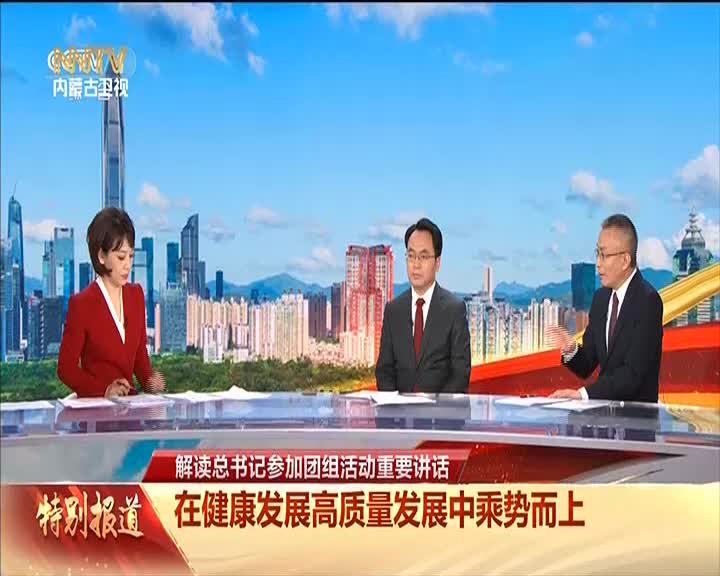 内蒙古卫视
解读总书记参加团组活动重要讲话
特别报道
在健康发展高质量发展中乘势而上